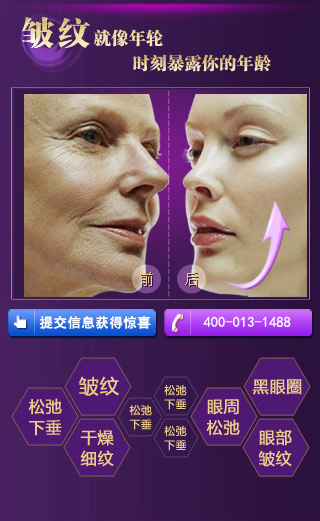 皱纹就像年轮
时刻暴露你的年龄
前 后
提交信息获得惊喜
400-013-1488
皱纹
松弛
下垂
干燥
细纹
松弛
下垂
松弛
下垂
松弛
下垂
眼周
松弛
黑眼圈
眼部
皱纹